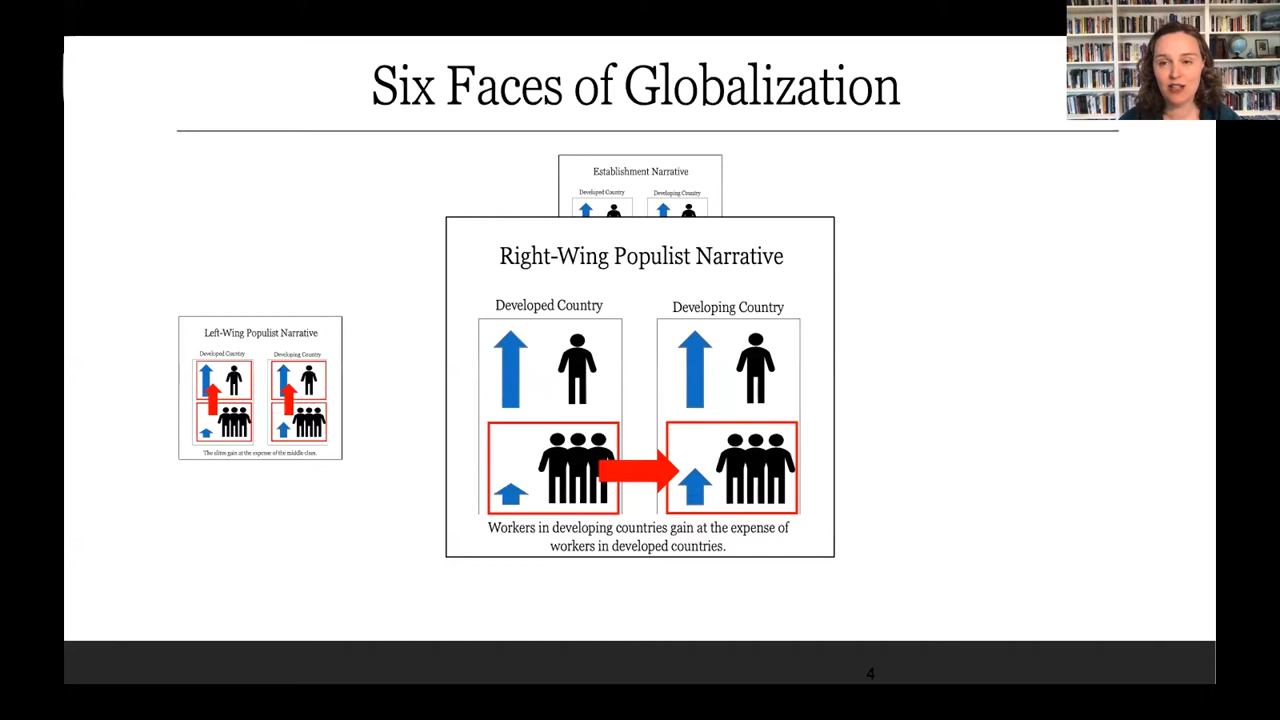 Six Faces of Globalization
Establishment Narrative
Developed Country
Developing Country
Right-Wing Populist Narrative
Developed Country
Developing Country
Workers in developing countries gain at the expense of
workers in developed countries.
Left-Wing Populist Narrative
Developed Country
Developing Country
The elites gain at the expense of the middle class.
4